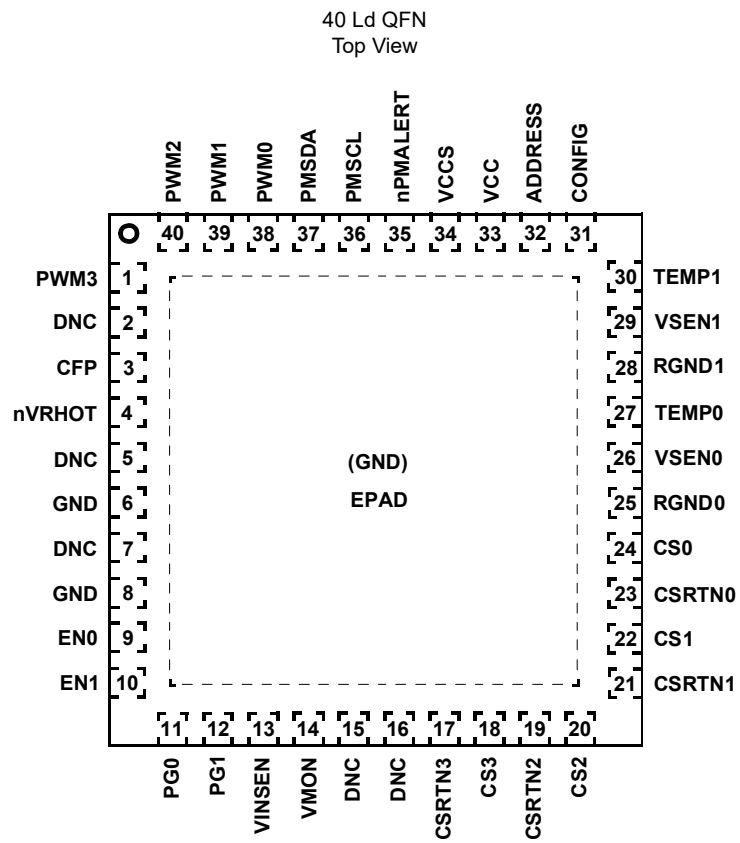 40 Ld QFN
Top View
PWM2
PWM1
PWM0
PMSDA
PMSCL
nPMALERT
VCCS
VCC
ADDRESS
CONFIG
40
39
38
37
36
35
34
33
32
31
PWM3 1
DNC 2
CFP 3
nVRHOT 4
DNC 5
GND 6
DNC 7
GND 8
EN0 9
EN1 10
(GND)
EPAD
30 TEMP1
29 VSEN1
28 RGND1
27 TEMP0
26 VSEN0
25 RGND0
24 CS0
23 CSRTN0
22 CS1
21 CSRTN1
11
12
13
14
15
16
17
18
19
20
PG0
PG1
VINSEN
VMON
DNC
DNC
CSRTN3
CS3
CSRTN2
CS2